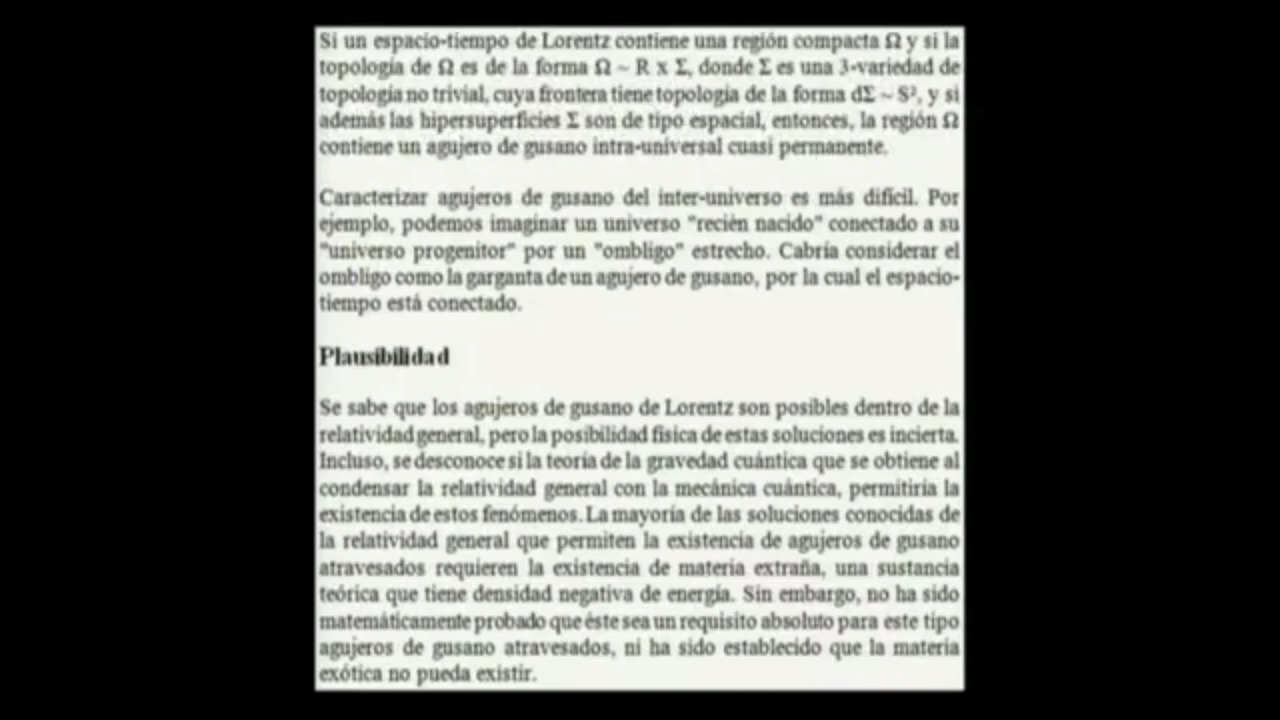 Si un espacio-tiempo de Lorentz contiene una región compacta Ω y si la
topología de Ω es de la forma Ω ~ R x Σ, donde Σ es una 3-variedad de
topología no trivial, cuya frontera tiene topología de la forma dΣ ~ S², y si
además las hipersuperficies Σ son de tipo espacial, entonces, la región Ω
contiene un agujero de gusano intra-universal cuasi permanente.
Caracterizar agujeros de gusano del inter-universo es más difícil. Por
ejemplo, podemos imaginar un universo "recién nacido" conectado a su
"universo progenitor" por un "ombligo" estrecho. Cabría considerar el
ombligo como la garganta de un agujero de gusano, por la cual el espacio-
tiempo está conectado.
Plausibilidad
Se sabe que los agujeros de gusano de Lorentz son posibles dentro de la
relatividad general, pero la posibilidad física de estas soluciones es incierta.
Incluso, se desconoce si la teoría de la gravedad cuántica que se obtiene al
condensar la relatividad general con la mecánica cuántica, permitiría la
existencia de estos fenómenos. La mayoría de las soluciones conocidas de
la relatividad general que permiten la existencia de agujeros de gusano
atravesados requieren la existencia de materia extraña, una sustancia
teórica que tiene densidad negativa de energía. Sin embargo, no ha sido
matemáticamente probado que éste sea un requisito absoluto para este tipo
agujeros de gusano atravesados, ni ha sido establecido que la materia
exótica no pueda existir.